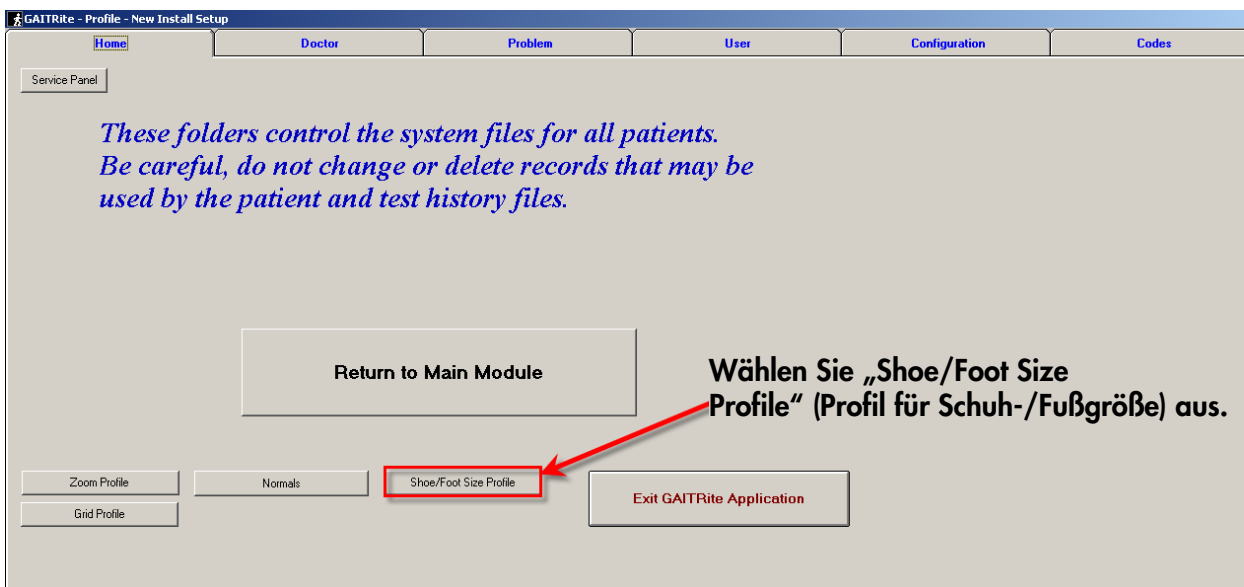 GAITRite - Profile - New Install Setup
Home Doctor Problem User Configuration Codes
Service Panel
These folders control the system files for all patients.
Be careful, do not change or delete records that may be
used by the patient and test history files.
Return to Main Module
Wählen Sie „Shoe/Foot Size
Profile“ (Profil für Schuh-/Fußgröße) aus.
Zoom Profile Normals Shoe/Foot Size Profile
Exit GAITRite Application
Grid Profile